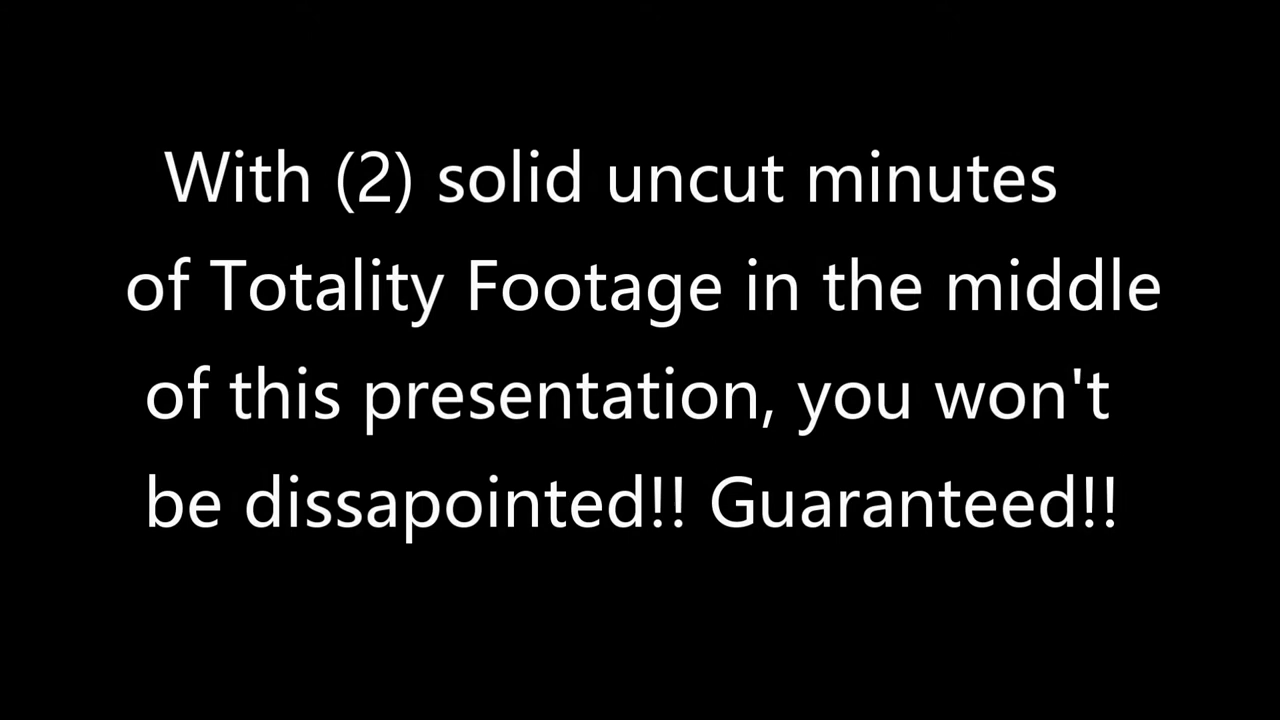 With (2) solid uncut minutes
of Totality Footage in the middle
of this presentation, you won't
be dissapointed!! Guaranteed!!